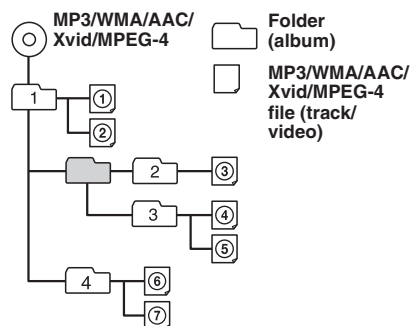 MP3/WMA/AAC/
Xvid/MPEG-4
Folder
(album)
MP3/WMA/AAC/
Xvid/MPEG-4
file (track/
video)
1
①
②
2
③
3
④
⑤
4
⑥
⑦